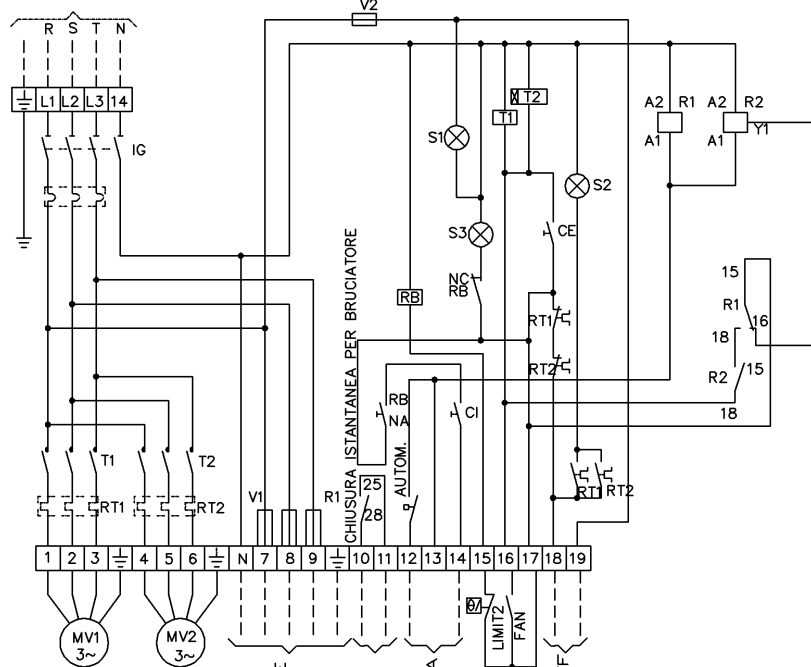 V2
R S T N
L1 L2 L3 14
IG
S1
T2
T1
A2 R1
A1
A2 R2
Y1
A1
S2
S3
CE
NC
RB
RB
RT1
RT2
15
R1
16
18
R2
15
18
CHIUSURA ISTANTANEA PER BRUCIATORE
RB
NA
CI
AUTOM.
T1
T2
RT1
RT2
V1
R1
25
28
RT1
RT2
1 2 3 4 5 6 N 7 8 9 10 11 12 13 14 15 16 17 18 19
MV1
3~
MV2
3~
LIMIT2
FAN
A
F